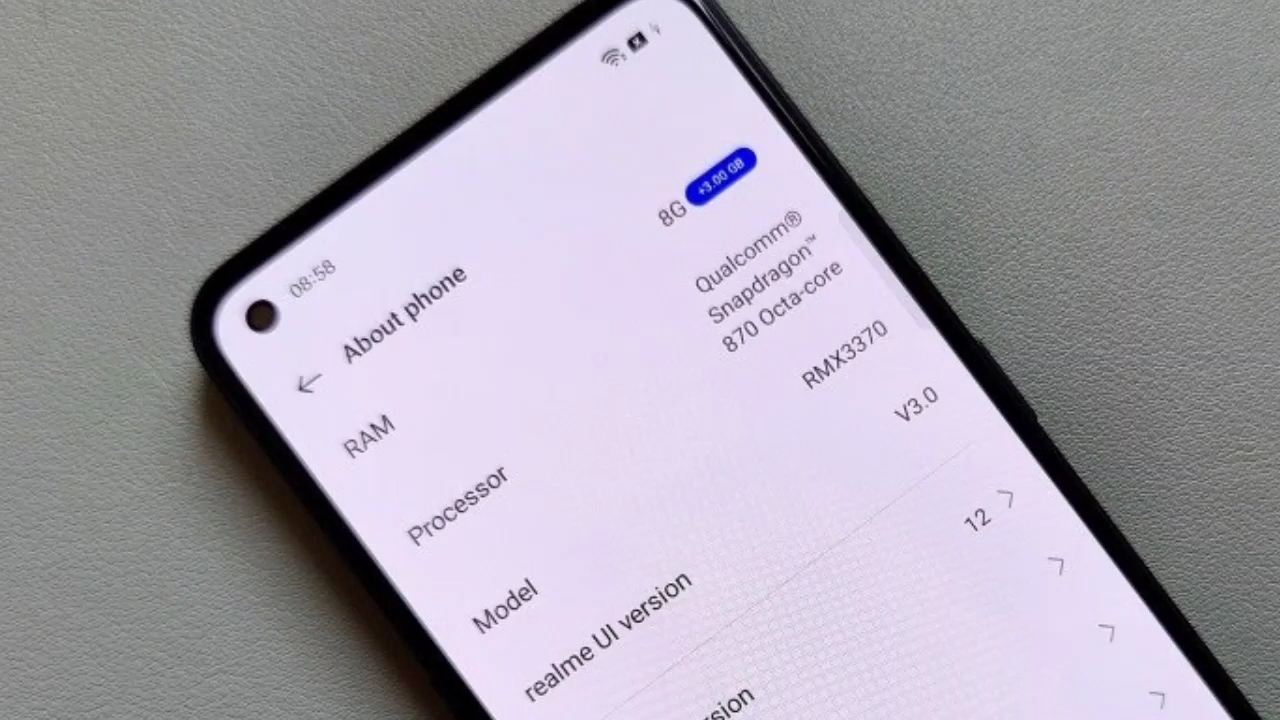 08:58
About phone
RAM
8G +3.00 GB
Processor
Qualcomm®
Snapdragon™
870 Octa-core
Model
RMX3370
realme UI version
V3.0
12